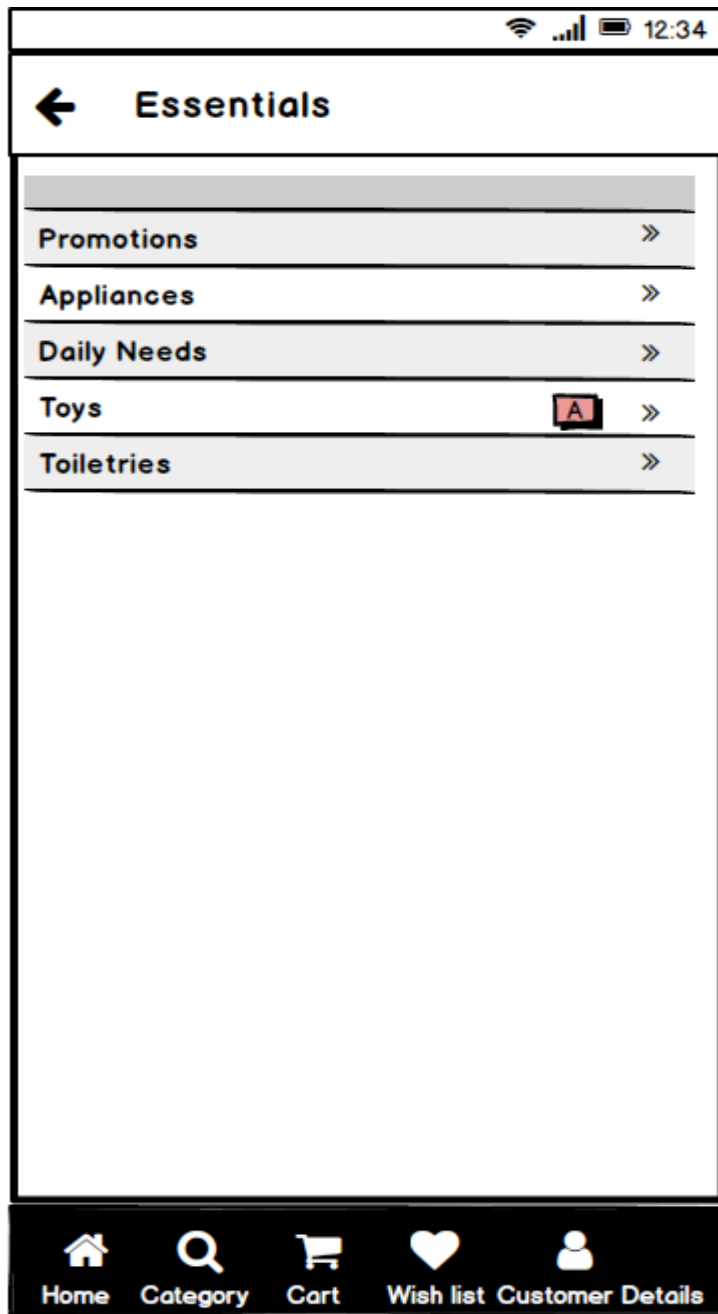 12:34
Essentials
Promotions
Appliances
Daily Needs
Toys A
Toiletries
Home Category Cart Wish list Customer Details